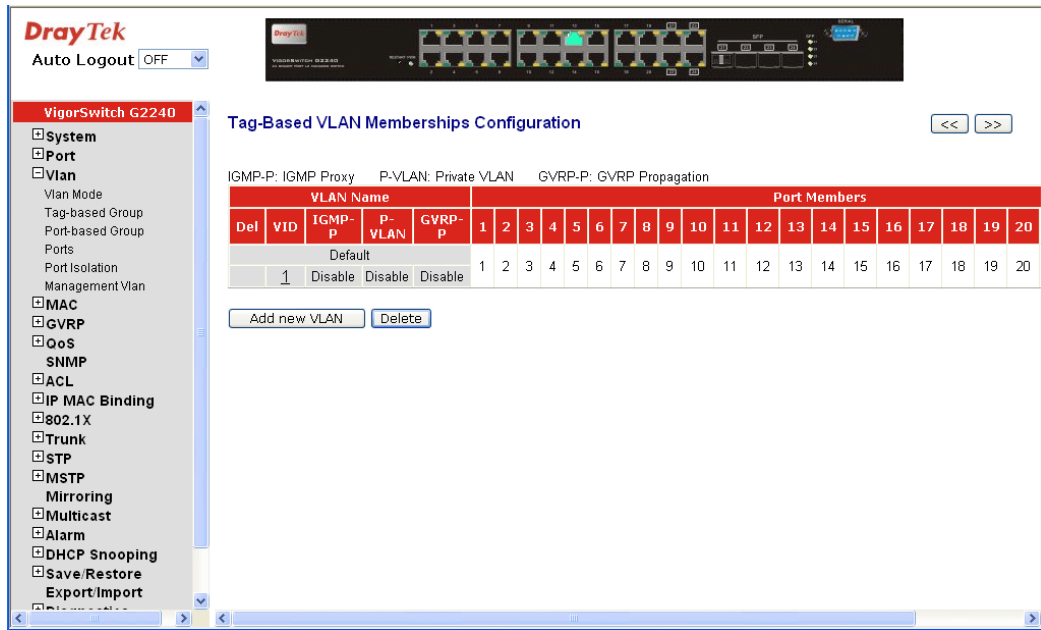 DrayTek
Auto Logout OFF
DrayTek
VIGORSWITCH G2240
SFP
SERIAL
VigorSwitch G2240
System
Port
Vlan
Vlan Mode
Tag-based Group
Port-based Group
Ports
Port Isolation
Management Vlan
MAC
GVRP
QoS
SNMP
ACL
IP MAC Binding
802.1X
Trunk
STP
MSTP
Mirroring
Multicast
Alarm
DHCP Snooping
Save/Restore
Export/Import
Tag-Based VLAN Memberships Configuration
<< >>
IGMP-P: IGMP Proxy P-VLAN: Private VLAN GVRP-P: GVRP Propagation
VLAN Name Port Members
Del VID IGMP-P P-VLAN GVRP-P 1 2 3 4 5 6 7 8 9 10 11 12 13 14 15 16 17 18 19 20
Default
1 Disable Disable Disable 1 2 3 4 5 6 7 8 9 10 11 12 13 14 15 16 17 18 19 20
Add new VLAN Delete